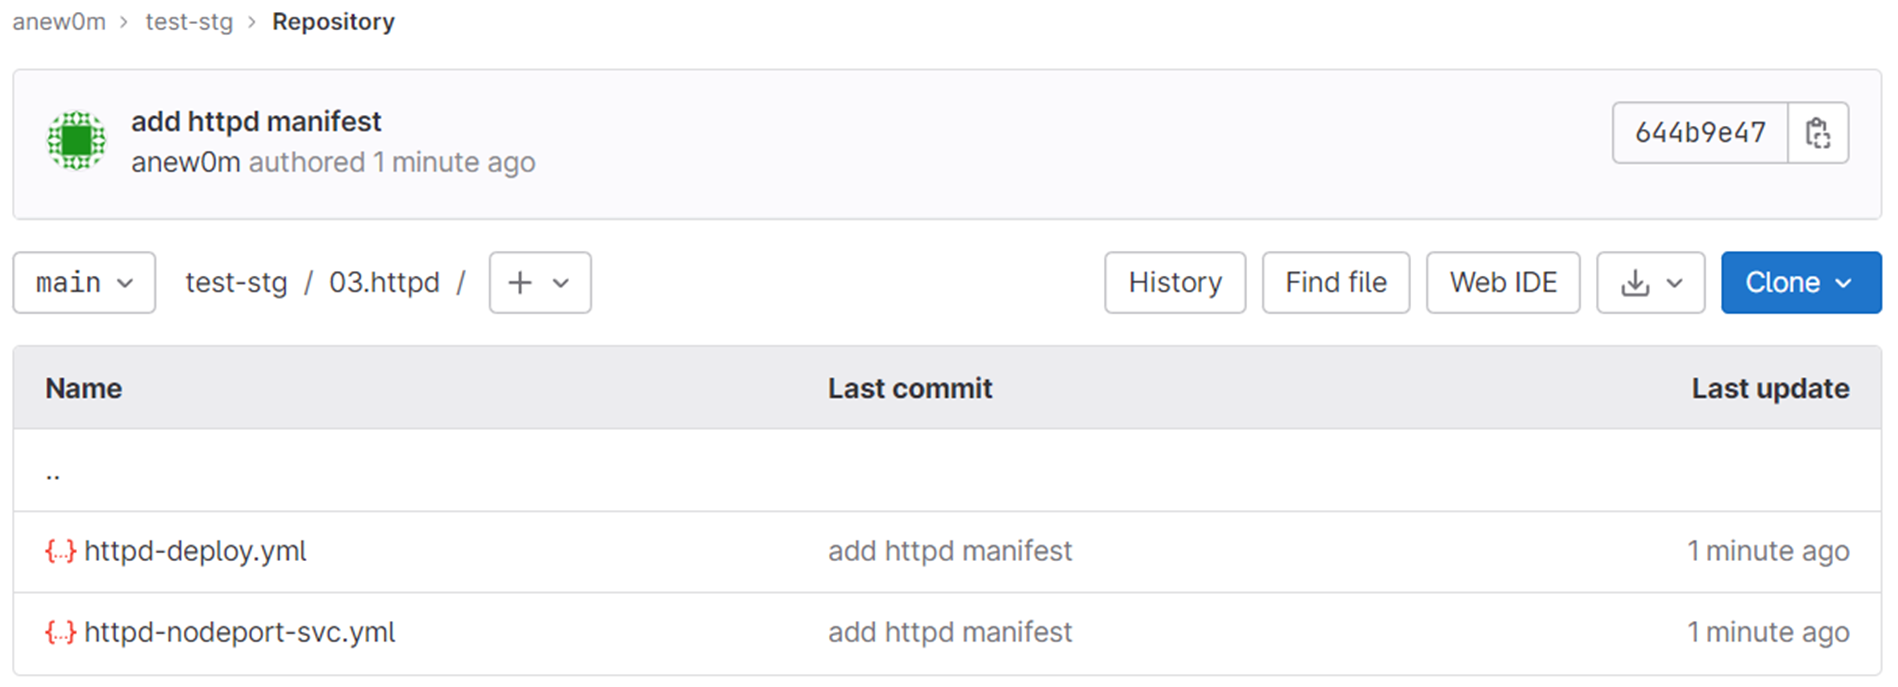 anew0m > test-stg > Repository
add httpd manifest
anew0m authored 1 minute ago
644b9e47
main test-stg / 03.httpd / + History Find file Web IDE Clone
Name Last commit Last update
..
{...} httpd-deploy.yml add httpd manifest 1 minute ago
{...} httpd-nodeport-svc.yml add httpd manifest 1 minute ago